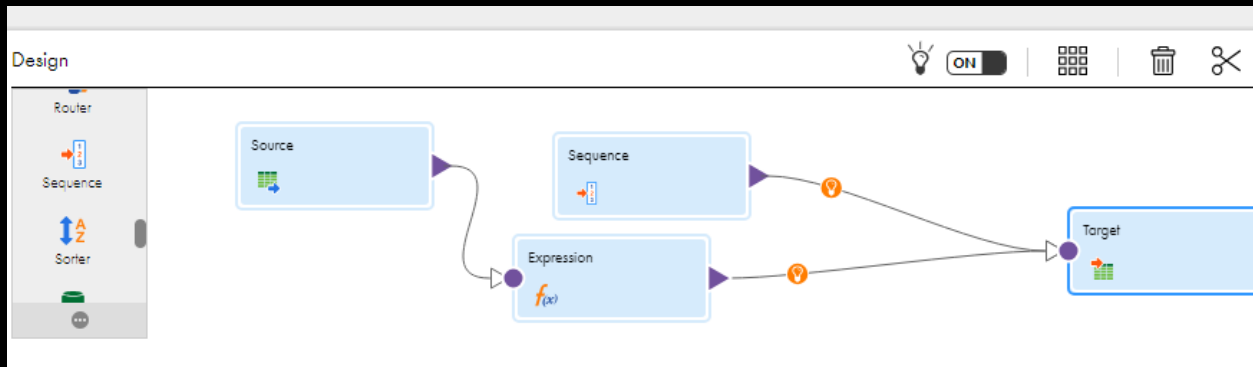 Design
ON
Router
Sequence
Sorter
Source
Sequence
Expression
f(x)
Target